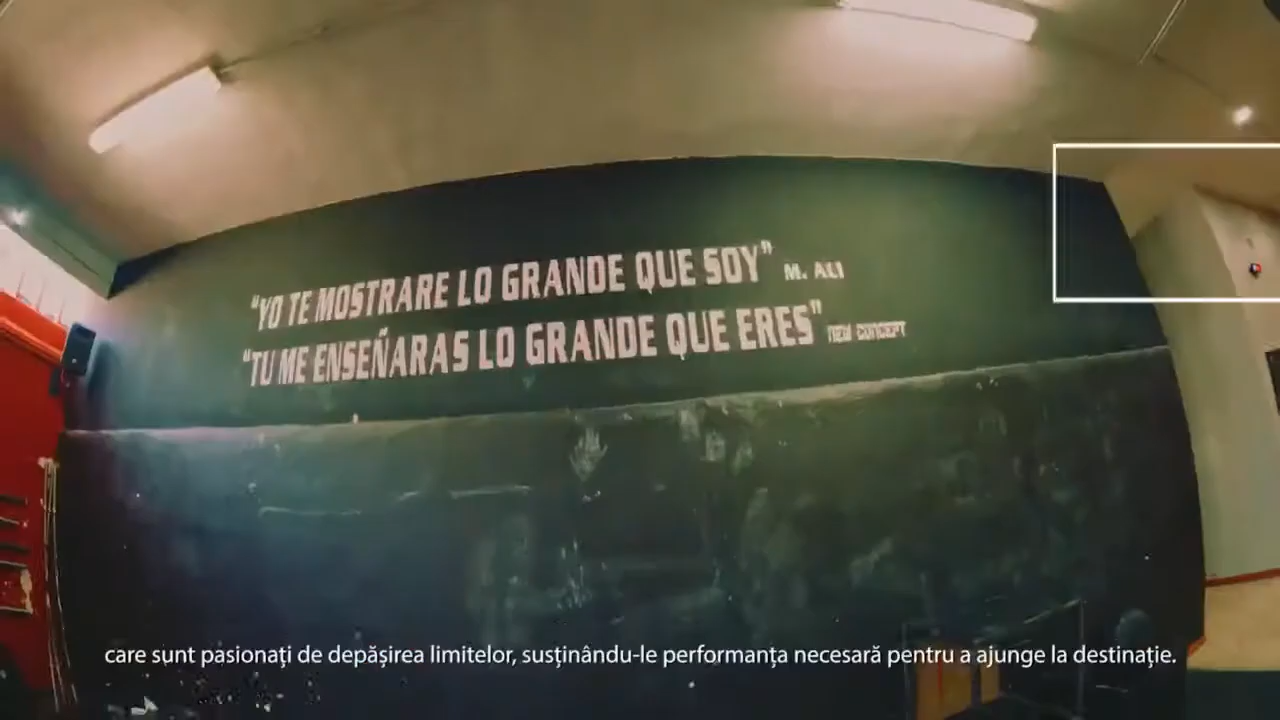 "YO TE MOSTRARE LO GRANDE QUE SOY" M. ALI
"TU ME ENSEÑARAS LO GRANDE QUE ERES" NEW CONCEPT
care sunt pasionați de depășirea limitelor, susținându-le performanța necesară pentru a ajunge la destinație.